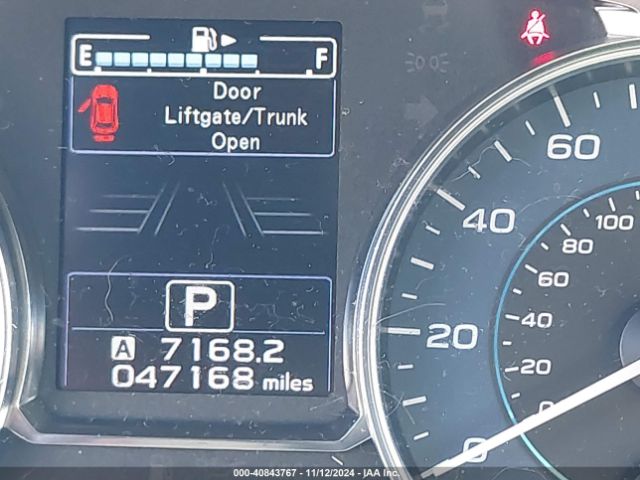 E F
Door
Liftgate/Trunk
Open
P
A 7168.2
047168 miles
60
40
20
0
100
80
60
40
20
0
000-40843767 - 11/12/2024 - IAA Inc.